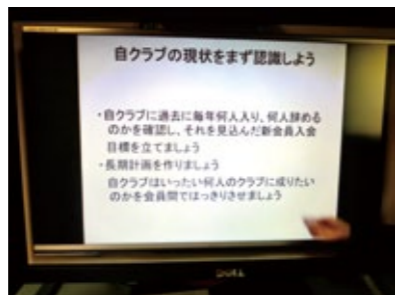 自クラブの現状をまず認識しよう
・自クラブに過去に毎年何人入り、何人辞める
のかを確認し、それを見込んだ新会員入会
目標を立てましょう
・長期計画を作りましょう
自クラブはいったい何人のクラブに成りたい
のかを会員間ではっきりさせましょう
DELL